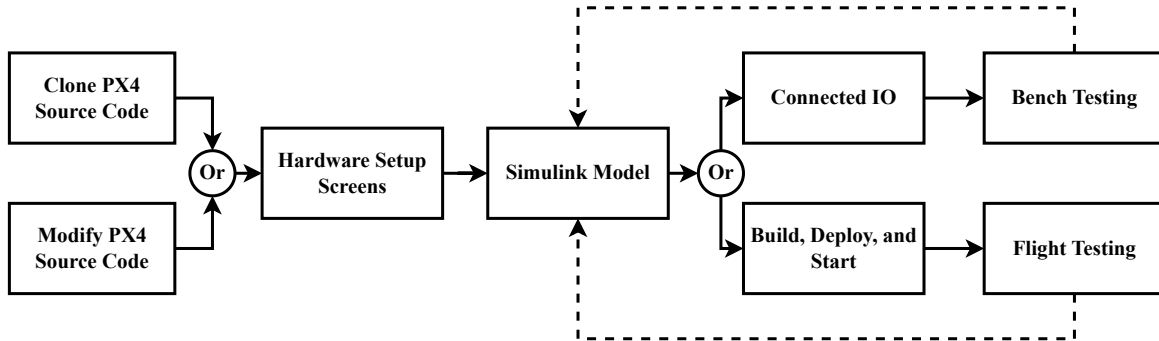 Clone PX4
Source Code
Or
Modify PX4
Source Code
Hardware Setup
Screens
Simulink Model
Or
Connected IO
Bench Testing
Build, Deploy, and
Start
Flight Testing